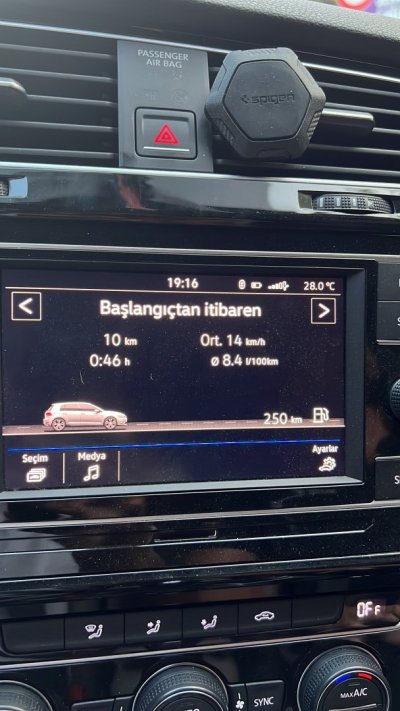 PASSENGER
AIR BAG
spigen
19:16 28.0 °C
Başlangıçtan itibaren
10 km Ort. 14 km/h
0:46 h ø 8.4 l/100km
250 km
Seçim Medya Ayarlar
OFF
SYNC
MAX A/C